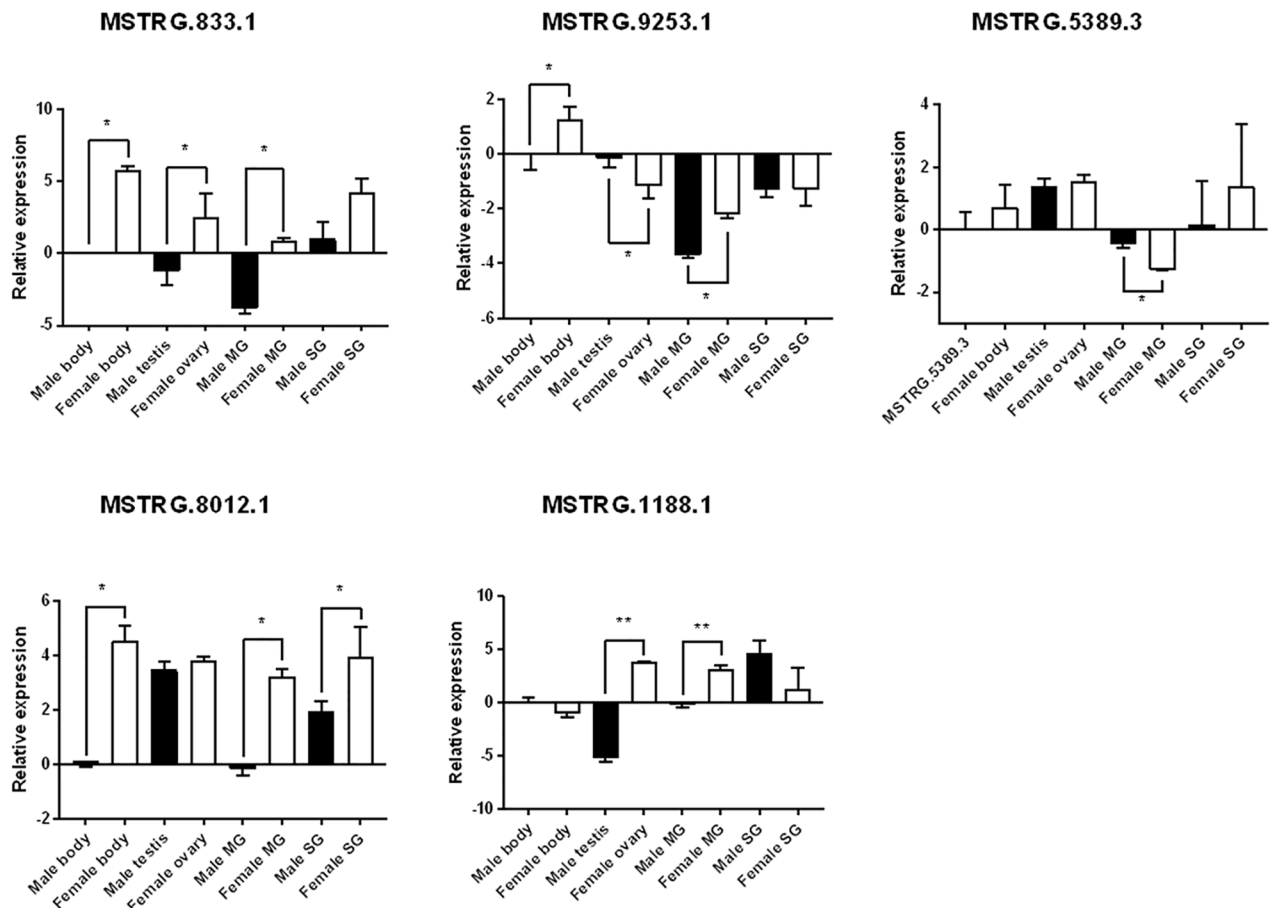 MSTRG.833.1
Relative expression
10
5
0
-5
*
*
*
Male body
Female body
Male testis
Female ovary
Male MG
Female MG
Male SG
Female SG
MSTRG.9253.1
Relative expression
2
0
-2
-4
-6
*
*
*
Male body
Female body
Male testis
Female ovary
Male MG
Female MG
Male SG
Female SG
MSTRG.5389.3
Relative expression
4
2
0
-2
*
MSTRG.5389.3
Female body
Male testis
Female ovary
Male MG
Female MG
Male SG
Female SG
MSTRG.8012.1
Relative expression
6
4
2
0
-2
*
*
*
Male body
Female body
Male testis
Female ovary
Male MG
Female MG
Male SG
Female SG
MSTRG.1188.1
Relative expression
10
5
0
-5
-10
**
**
Male body
Female body
Male testis
Female ovary
Male MG
Female MG
Male SG
Female SG